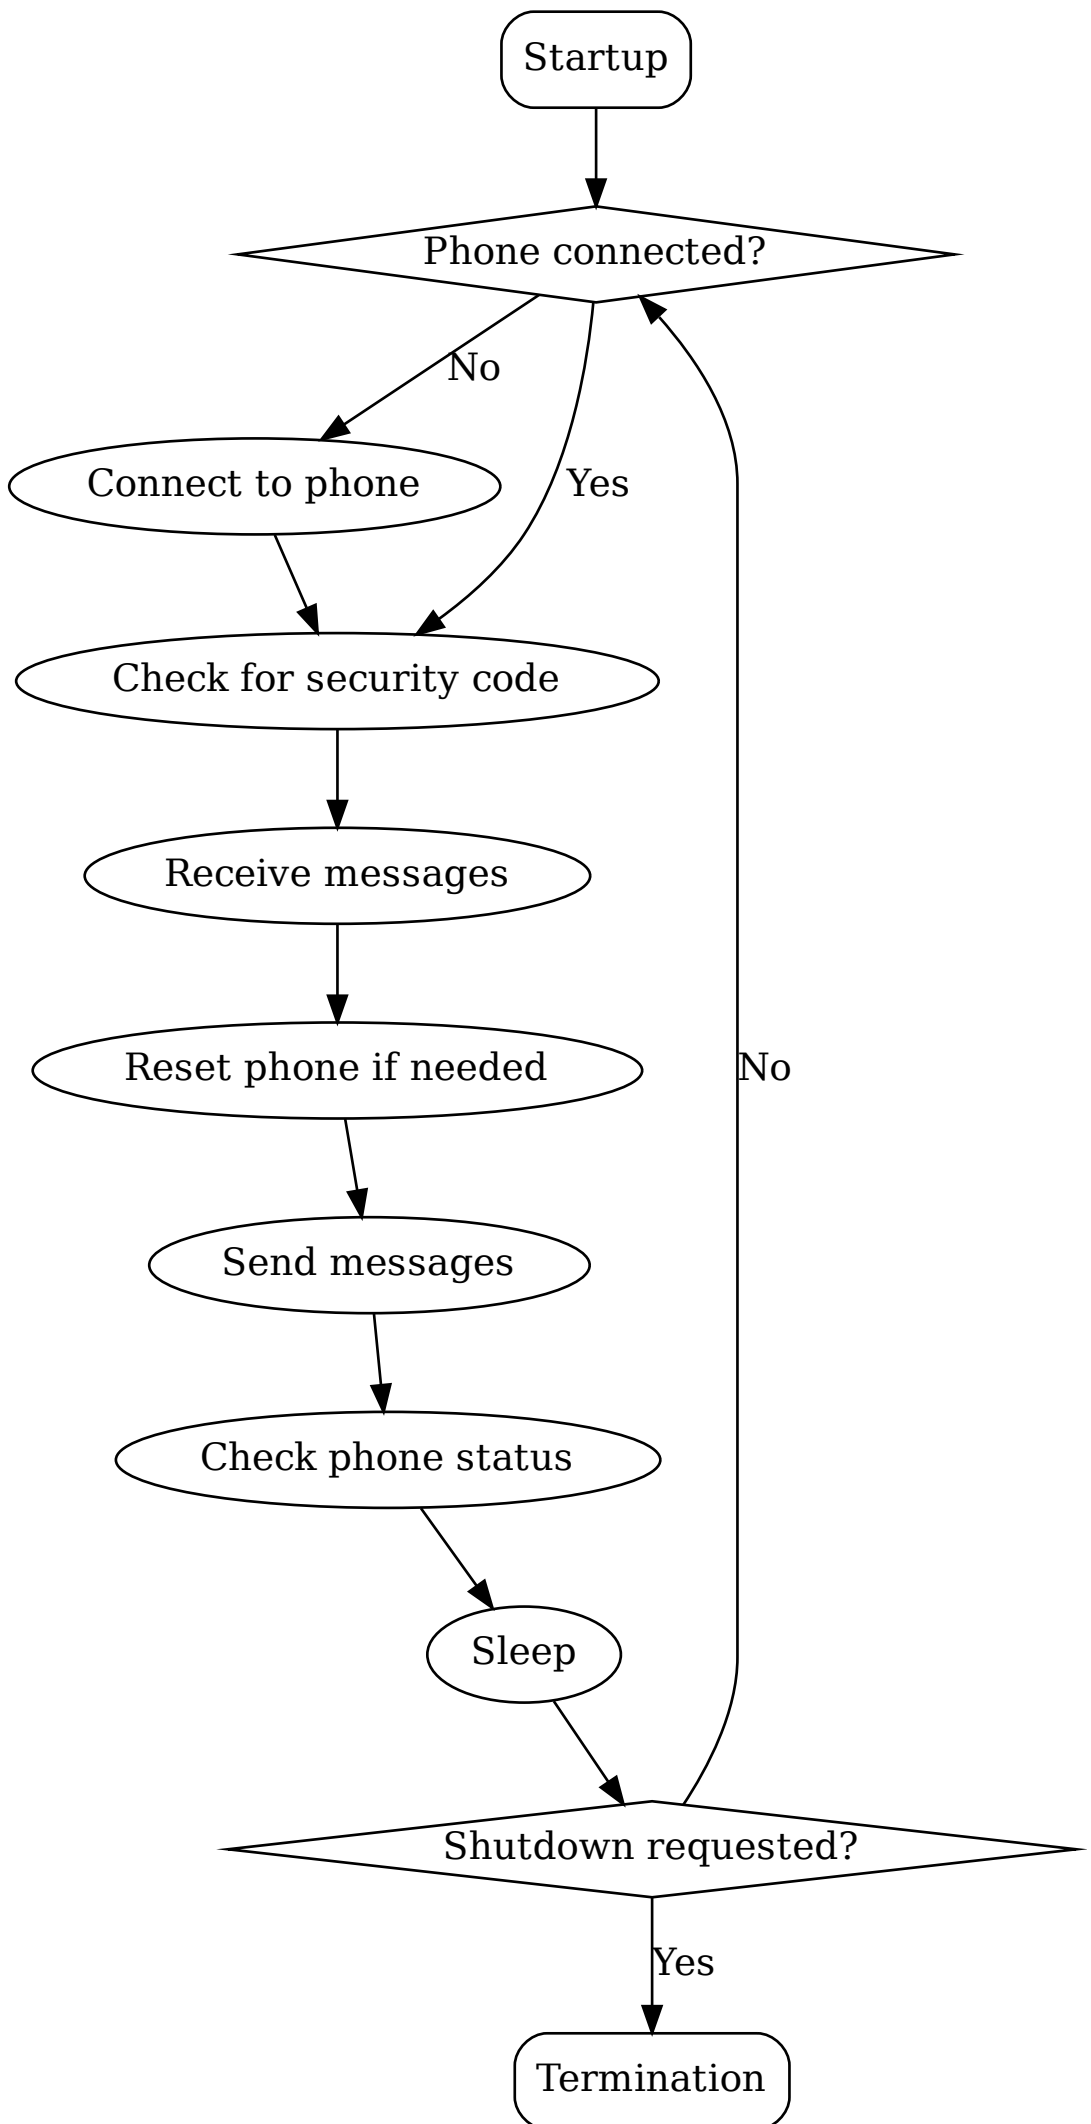 Startup
Phone connected?
No
Connect to phone
Yes
Check for security code
Receive messages
Reset phone if needed
No
Send messages
Check phone status
Sleep
Shutdown requested?
Yes
Termination